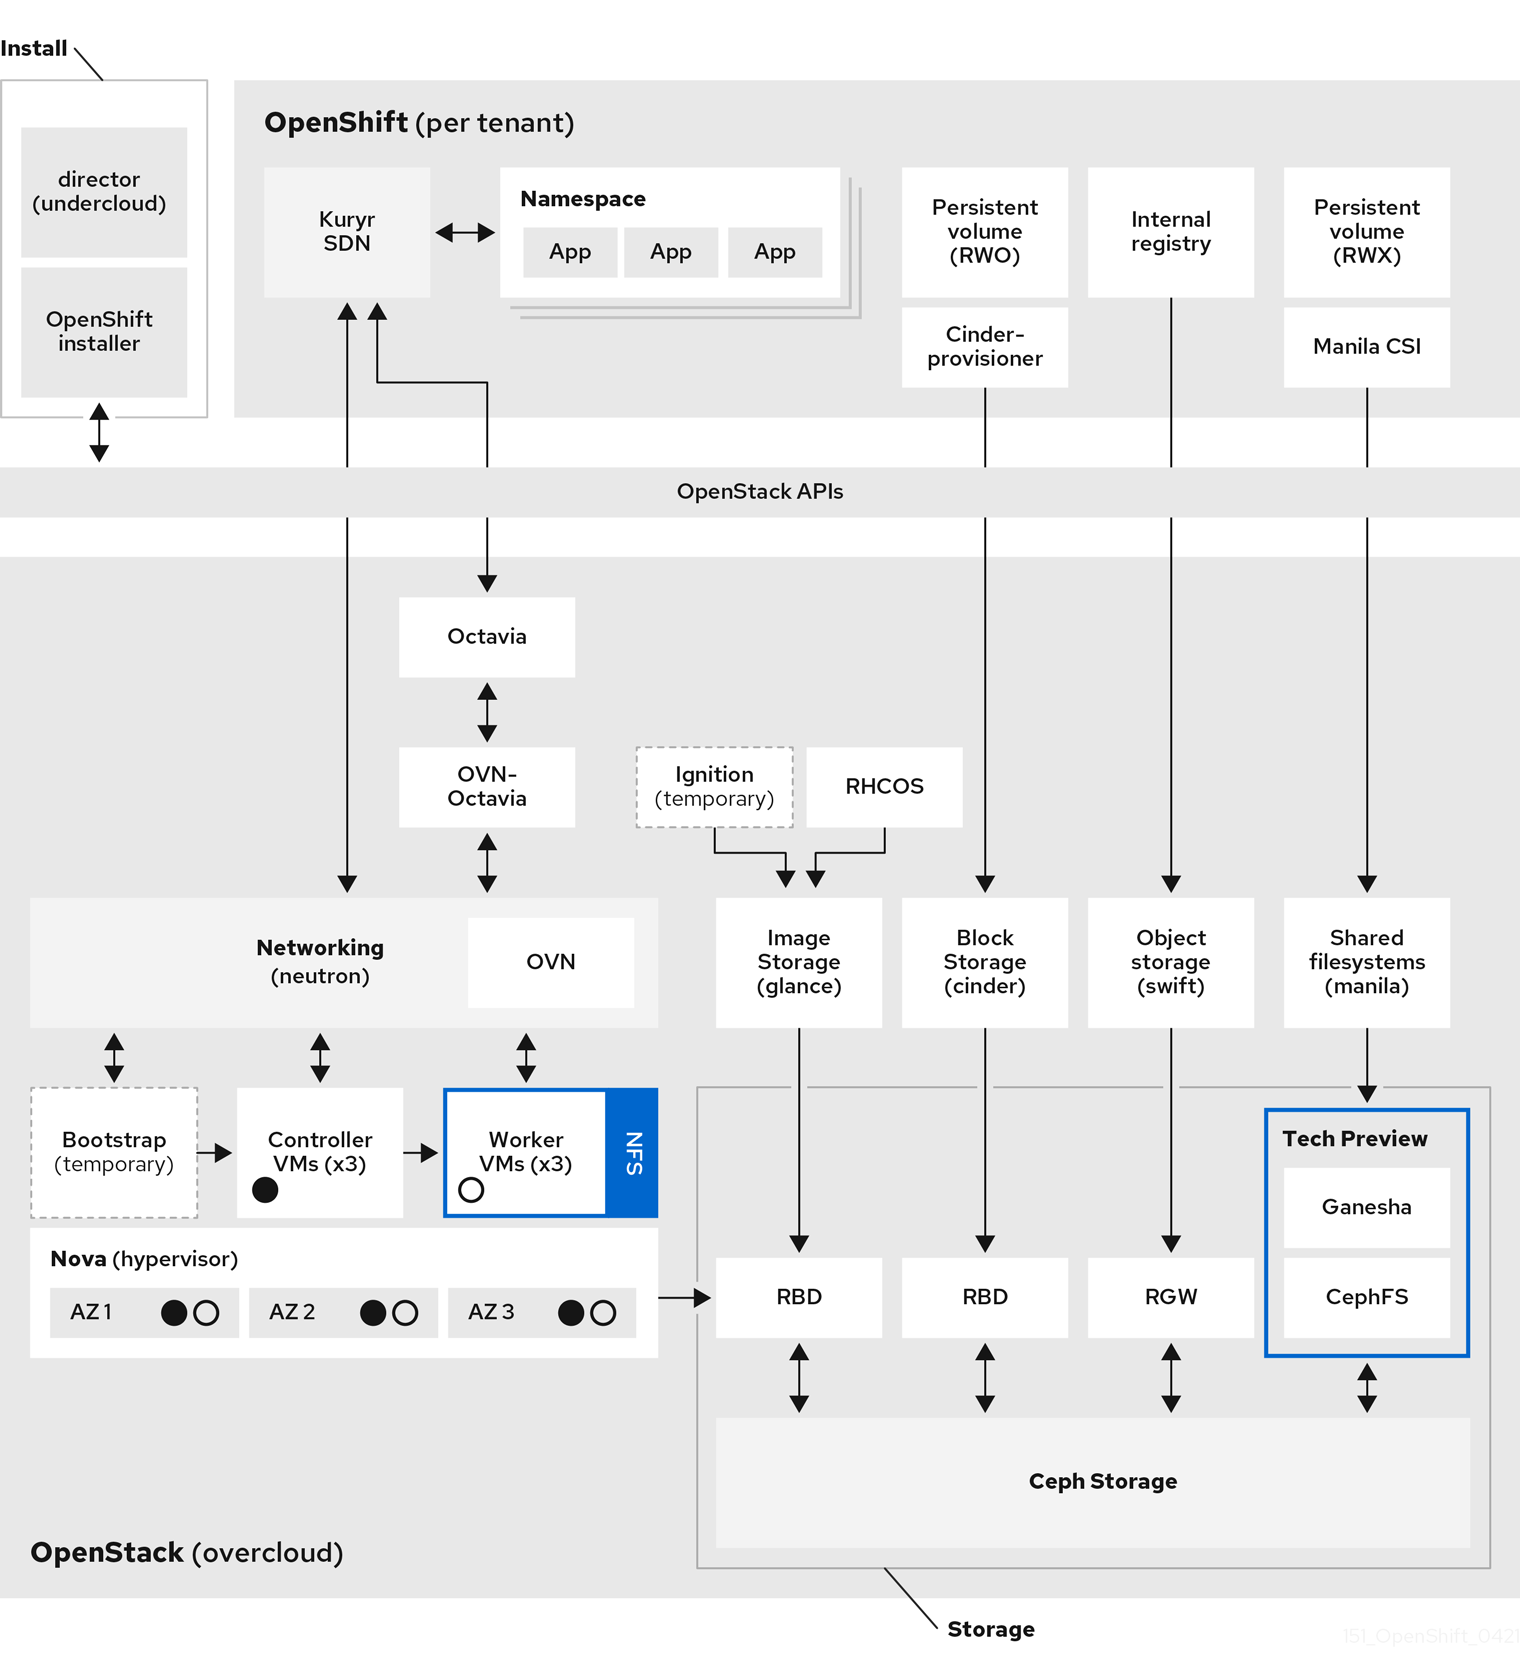 Install
director
(undercloud)
OpenShift
installer
OpenShift (per tenant)
Kuryr
SDN
Namespace
App
App
App
Persistent
volume
(RWO)
Cinder-
provisioner
Internal
registry
Persistent
volume
(RWX)
Manila CSI
OpenStack APIs
Octavia
OVN-
Octavia
Ignition
(temporary)
RHCOS
Networking
(neutron)
OVN
Image
Storage
(glance)
Block
Storage
(cinder)
Object
storage
(swift)
Shared
filesystems
(manila)
Bootstrap
(temporary)
Controller
VMs (x3)
Worker
VMs (x3)
NFS
Nova (hypervisor)
AZ 1
AZ 2
AZ 3
RBD
RBD
RGW
Tech Preview
Ganesha
CephFS
Ceph Storage
OpenStack (overcloud)
Storage
151_OpenShift_0421